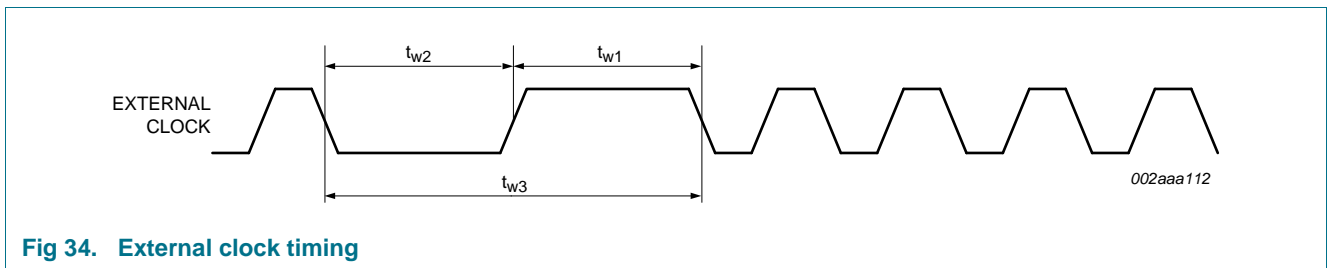 tw2
tw1
EXTERNAL
CLOCK
tw3
002aaa112
Fig 34. External clock timing